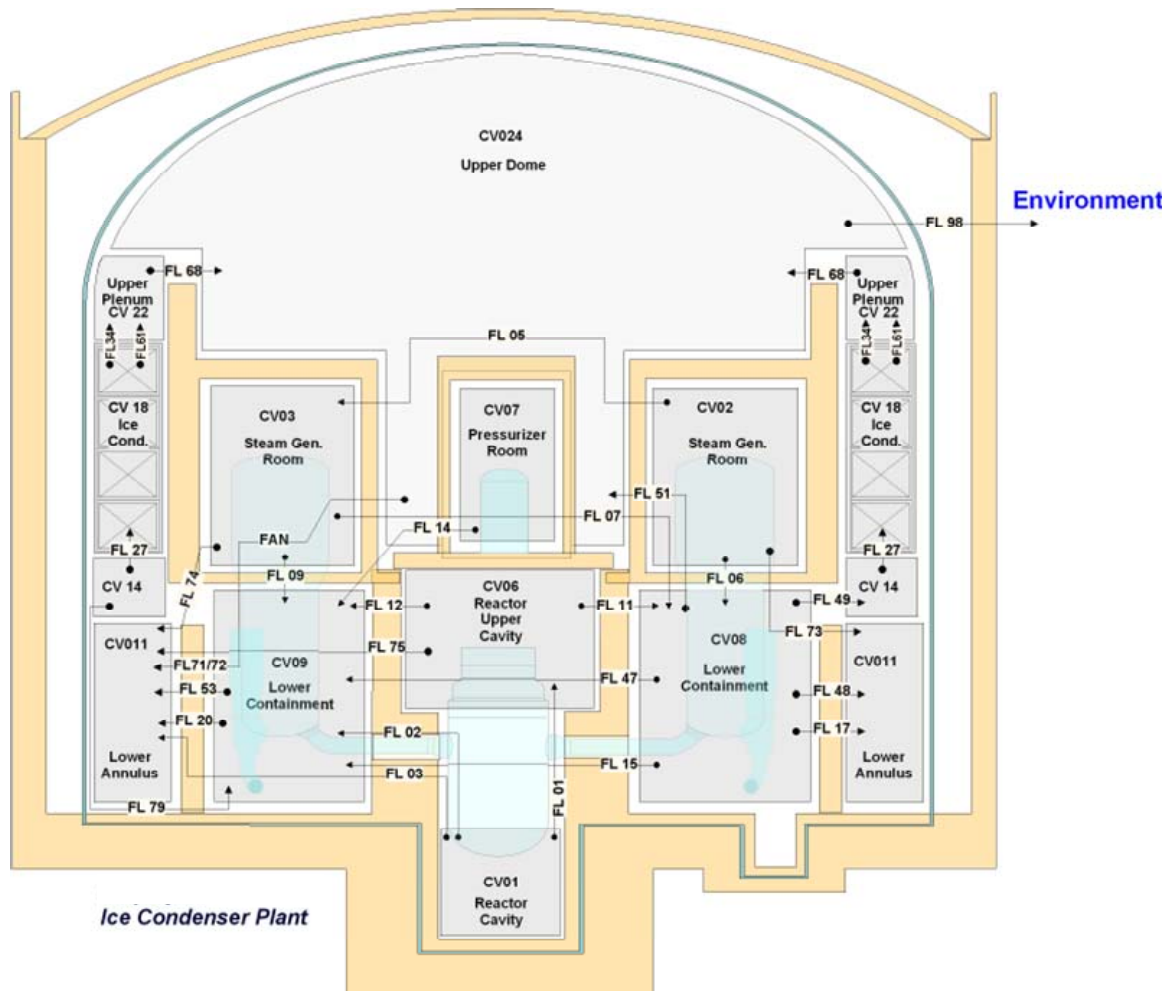 CV024
Upper Dome
Environment
FL 98
FL 68
FL 68
Upper
Plenum
CV 22
Upper
Plenum
CV 22
FL34
FL61
FL34
FL61
FL 05
CV 18
Ice
Cond.
CV03
Steam Gen.
Room
CV07
Pressurizer
Room
CV02
Steam Gen.
Room
CV 18
Ice
Cond.
FL 51
FL 14
FL 07
FAN
FL 27
FL 27
FL 74
FL 09
FL 06
CV 14
CV 14
CV06
Reactor
Upper
Cavity
FL 12
FL 11
FL 49
FL 73
CV011
FL 75
CV08
CV011
FL71/72
CV09
Lower
Containment
FL 47
Lower
Containment
FL 53
FL 48
FL 20
FL 02
FL 17
Lower
Annulus
FL 03
FL 15
Lower
Annulus
FL 01
FL 79
CV01
Reactor
Cavity
Ice Condenser Plant